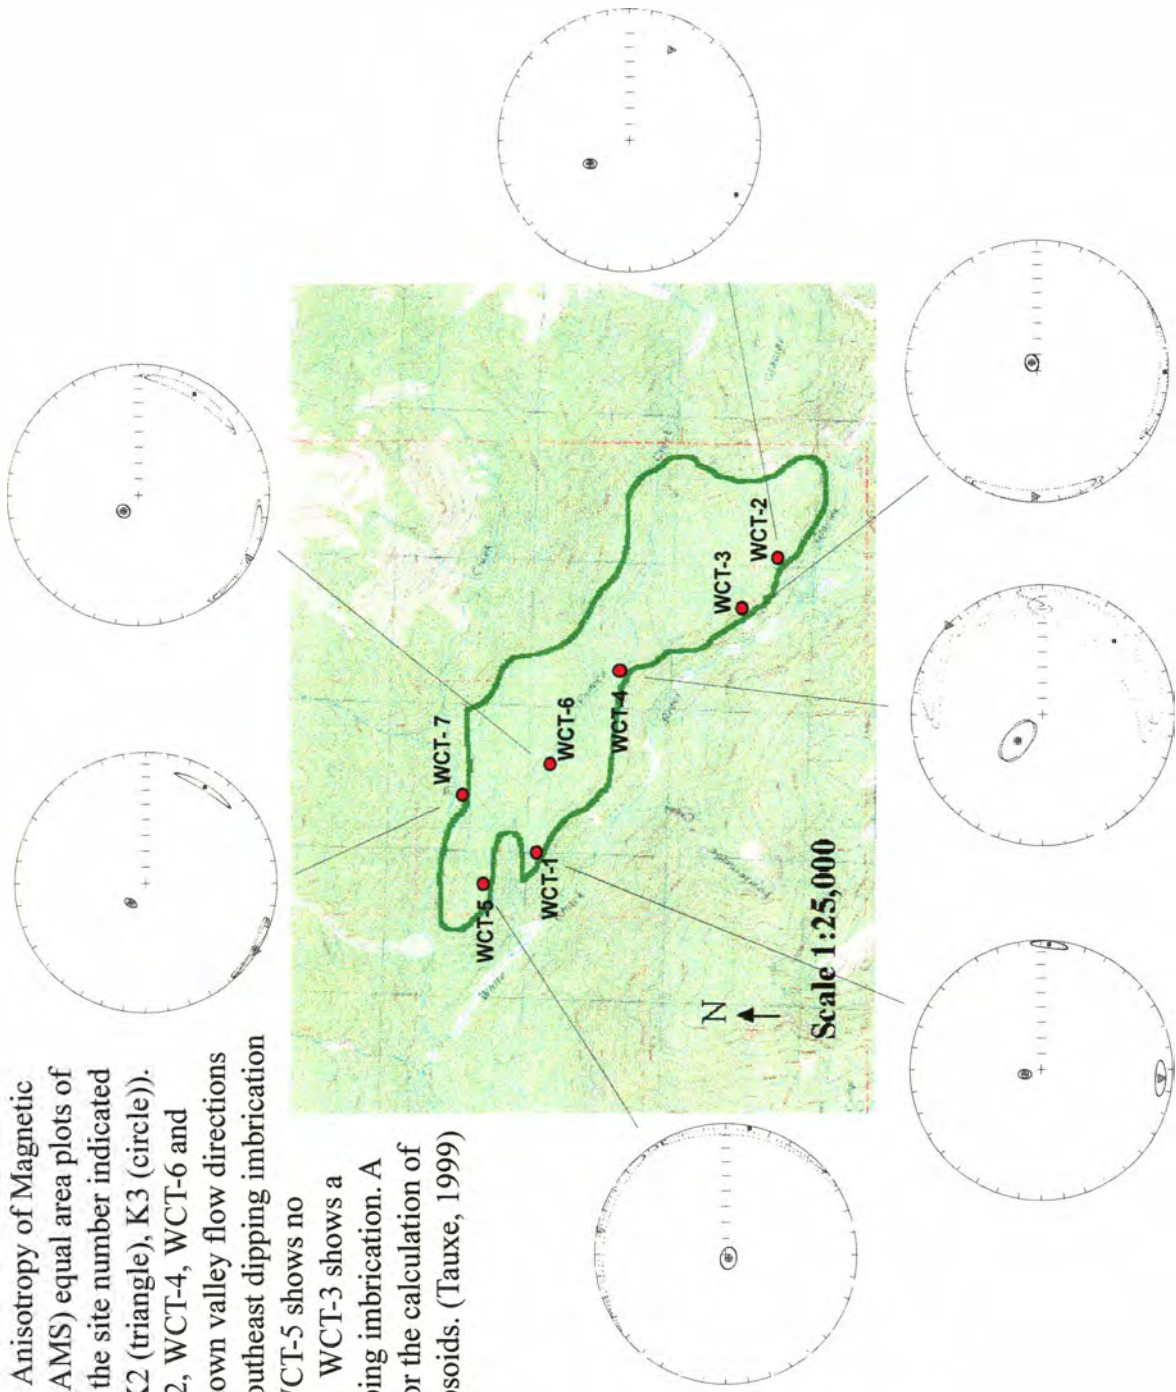 Anisotropy of Magnetic
AMS) equal area plots of
the site number indicated
K2 (triangle), K3 (circle)).
2, WCT-4, WCT-6 and
own valley flow directions
outheast dipping imbrication
WCT-5 shows no
WCT-3 shows a
ping imbrication. A
or the calculation of
osoids. (Tauxe, 1999)
WCT-7
WCT-5
WCT-6
WCT-1
WCT-4
WCT-3
WCT-2
N
Scale 1:25,000